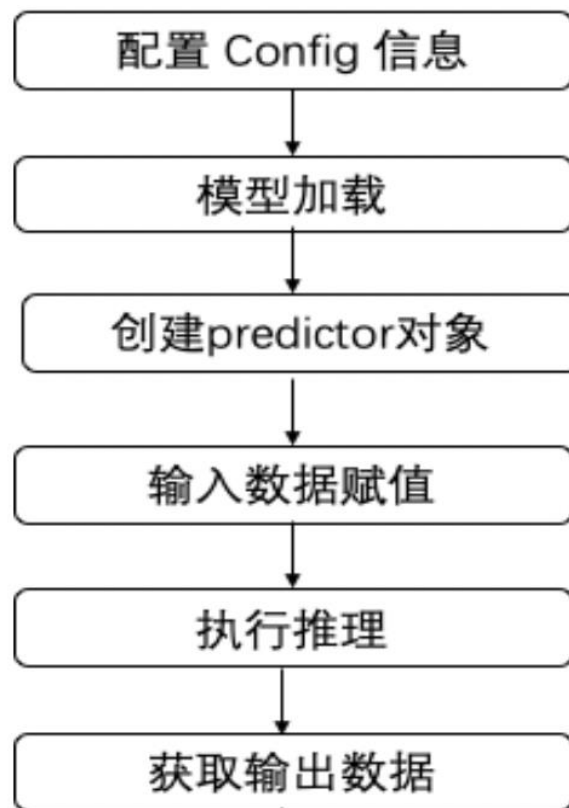 配置 Config 信息
模型加载
创建predictor对象
输入数据赋值
执行推理
获取输出数据